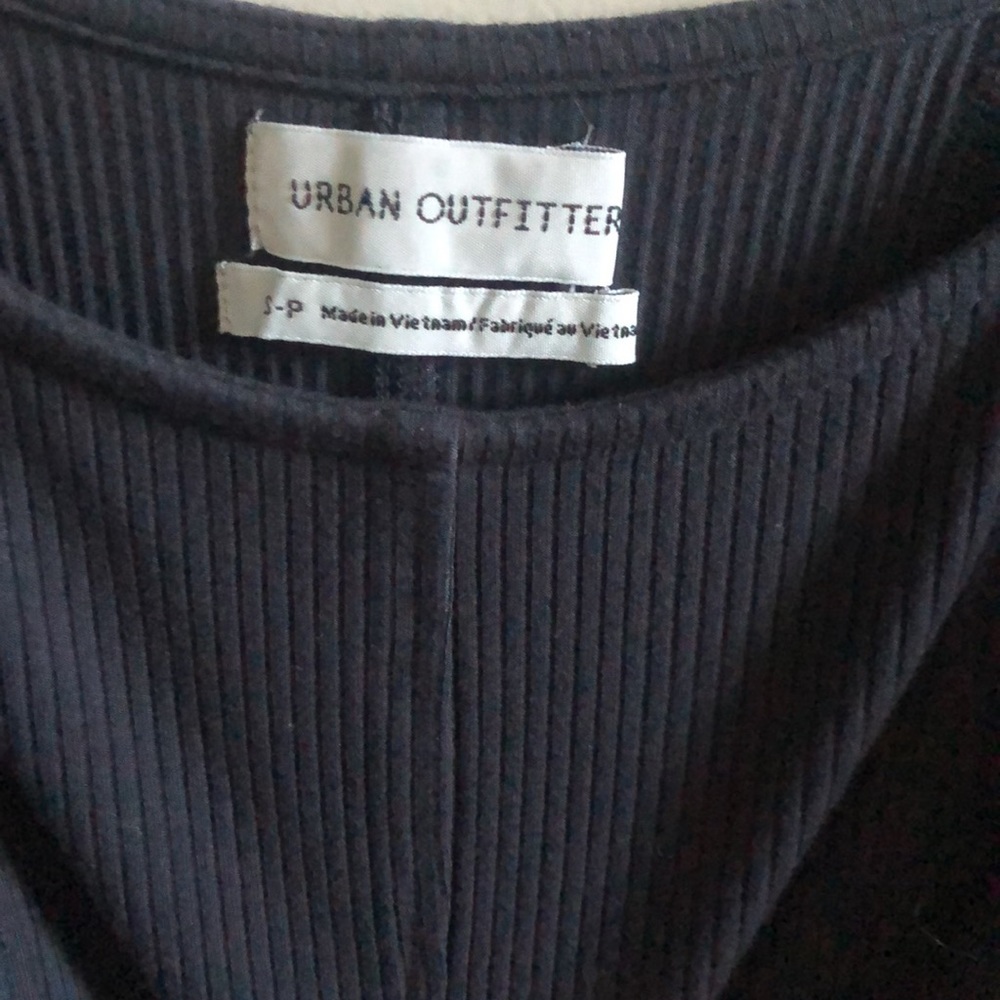 URBAN OUTFITTER
S-P Made in Vietnam/Fabriqué au Vietna